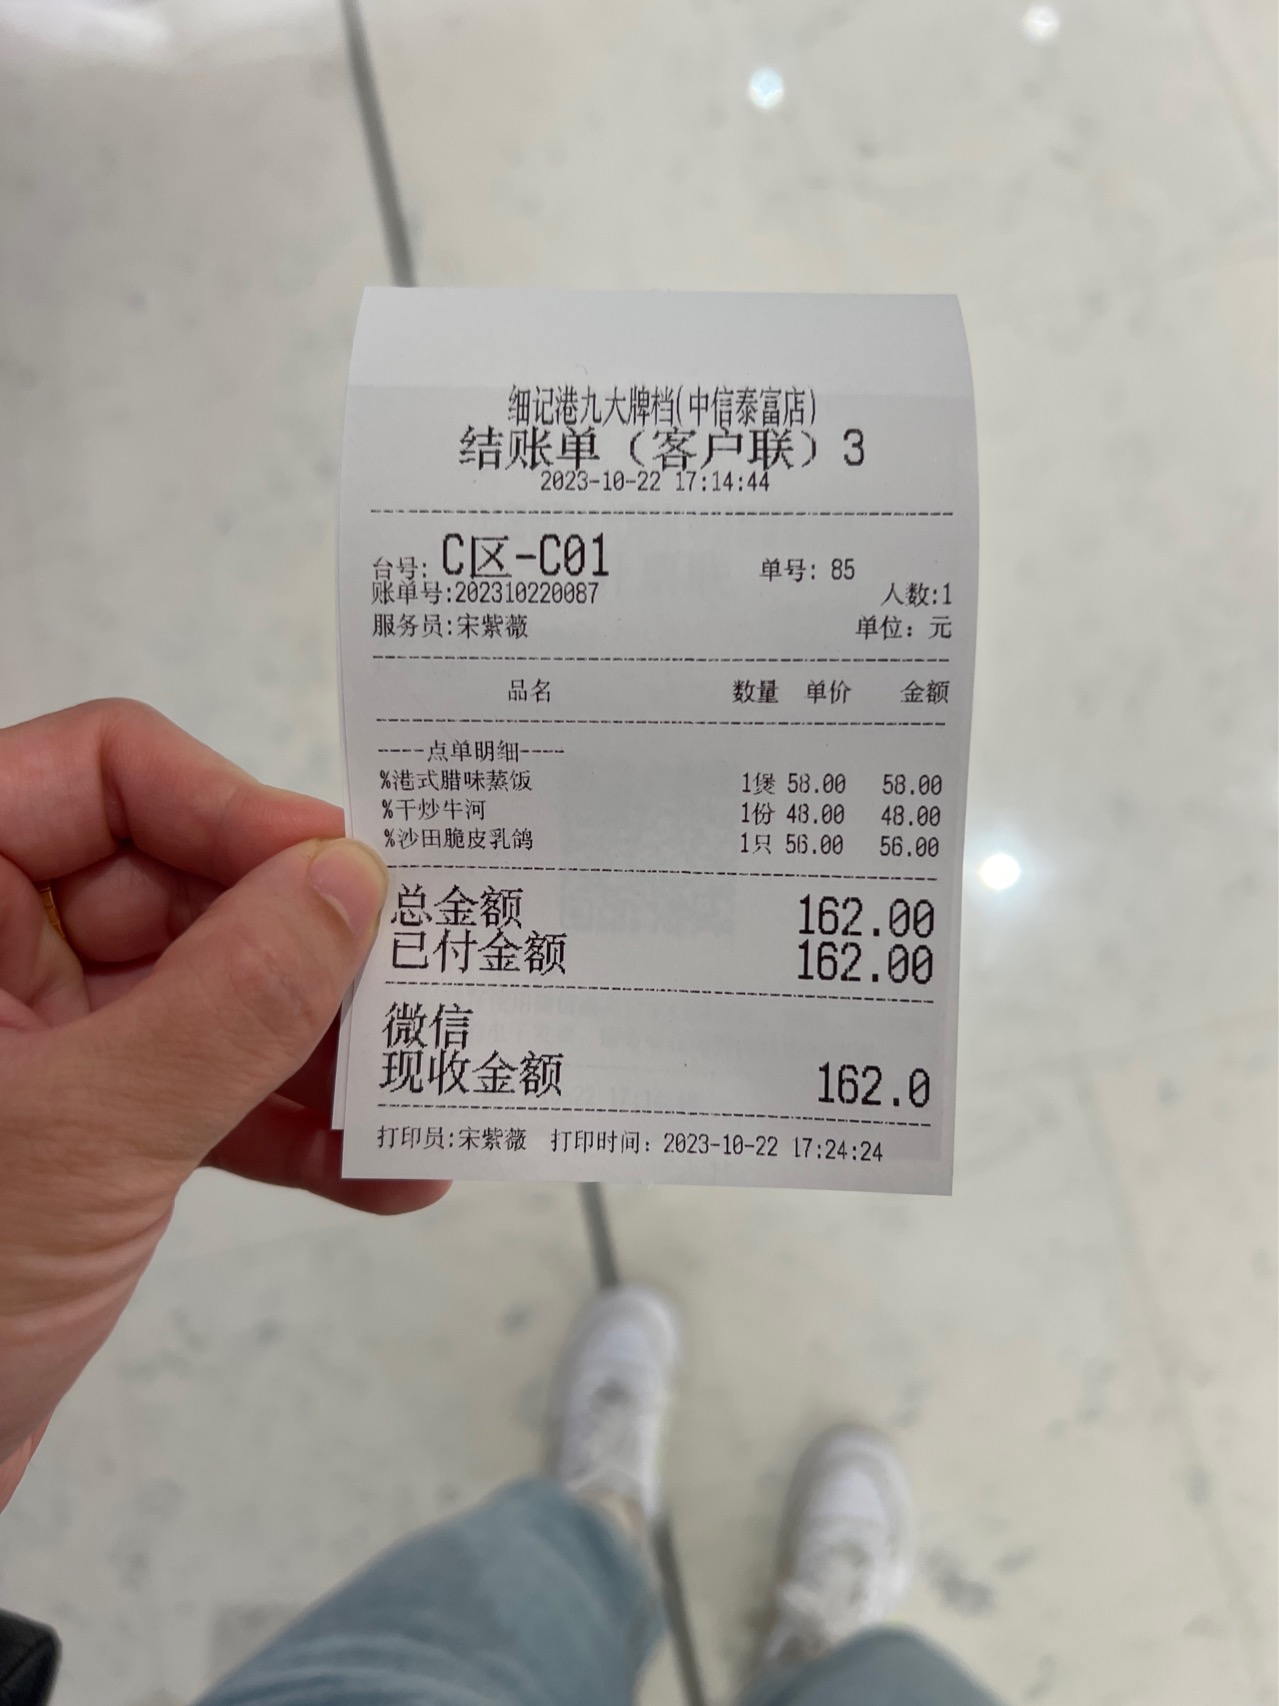 细记港九大牌档(中信泰富店)
结账单（客户联）3
2023-10-22 17:14:44
台号: C区-C01 单号: 85
账单号:202310220087 人数:1
服务员:宋紫薇 单位: 元
品名 数量 单价 金额
----点单明细----
%港式腊味蒸饭 1煲 58.00 58.00
%干炒牛河 1份 48.00 48.00
%沙田脆皮乳鸽 1只 56.00 56.00
总金额 162.00
已付金额 162.00
微信
现收金额 162.0
打印员:宋紫薇 打印时间: 2023-10-22 17:24:24